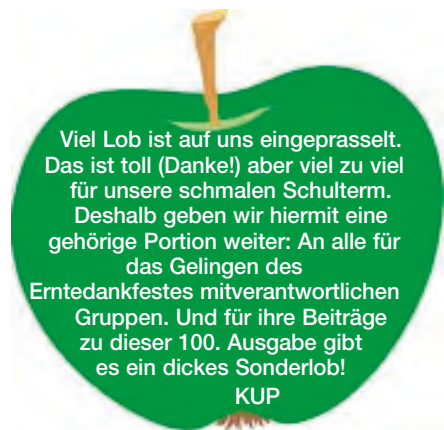 Viel Lob ist auf uns eingeprasselt.
Das ist toll (Danke!) aber viel zu viel
für unsere schmalen Schulterm.
Deshalb geben wir hiermit eine
gehörige Portion weiter: An alle für
das Gelingen des
Erntedankfestes mitverantwortlichen
Gruppen. Und für ihre Beiträge
zu dieser 100. Ausgabe gibt
es ein dickes Sonderlob!
KUP